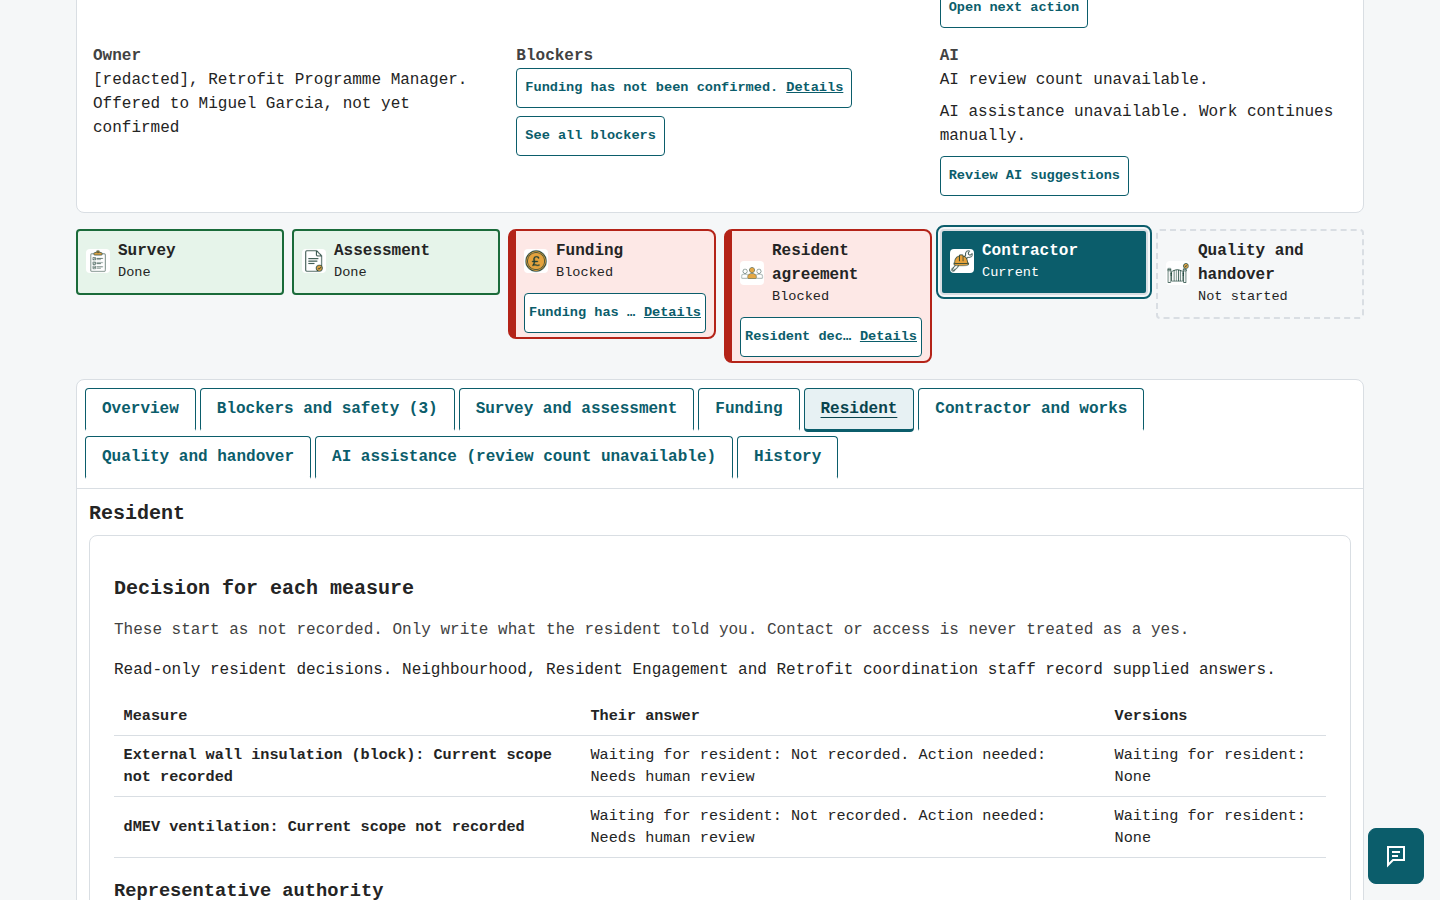 Open next action
Owner
[redacted], Retrofit Programme Manager.
Offered to Miguel Garcia, not yet
confirmed
Blockers
Funding has not been confirmed. Details
See all blockers
AI
AI review count unavailable.
AI assistance unavailable. Work continues
manually.
Review AI suggestions
Survey
Done
Assessment
Done
Funding
Blocked
Funding has … Details
Resident
agreement
Blocked
Resident dec… Details
Contractor
Current
Quality and
handover
Not started
Overview
Blockers and safety (3)
Survey and assessment
Funding
Resident
Contractor and works
Quality and handover
AI assistance (review count unavailable)
History
Resident
Decision for each measure
These start as not recorded. Only write what the resident told you. Contact or access is never treated as a yes.
Read-only resident decisions. Neighbourhood, Resident Engagement and Retrofit coordination staff record supplied answers.
Measure Their answer Versions
External wall insulation (block): Current scope
not recorded
Waiting for resident: Not recorded. Action needed:
Needs human review
Waiting for resident:
None
dMEV ventilation: Current scope not recorded
Waiting for resident: Not recorded. Action needed:
Needs human review
Waiting for resident:
None
Representative authority